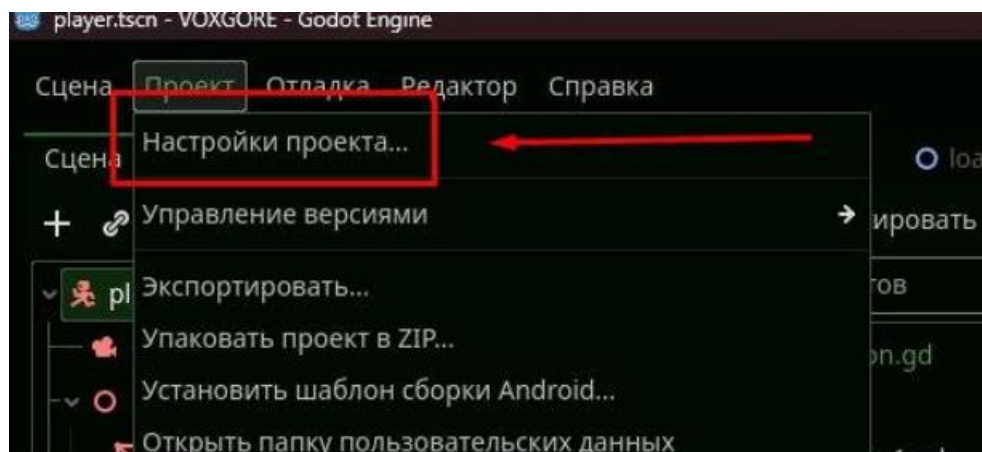 player.tscn - VOXGORE - Godot Engine
Сцена Проект Отладка Редактор Справка
Настройки проекта...
Сцена
Управление версиями
Экспортировать...
Упаковать проект в ZIP...
Установить шаблон сборки Android...
Открыть папку пользовательских данных